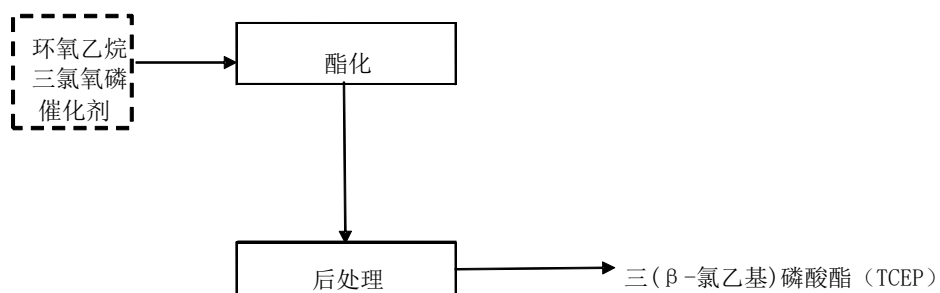 环氧乙烷
三氯氧磷
催化剂
酯化
后处理
三(β-氯乙基)磷酸酯（TCEP）